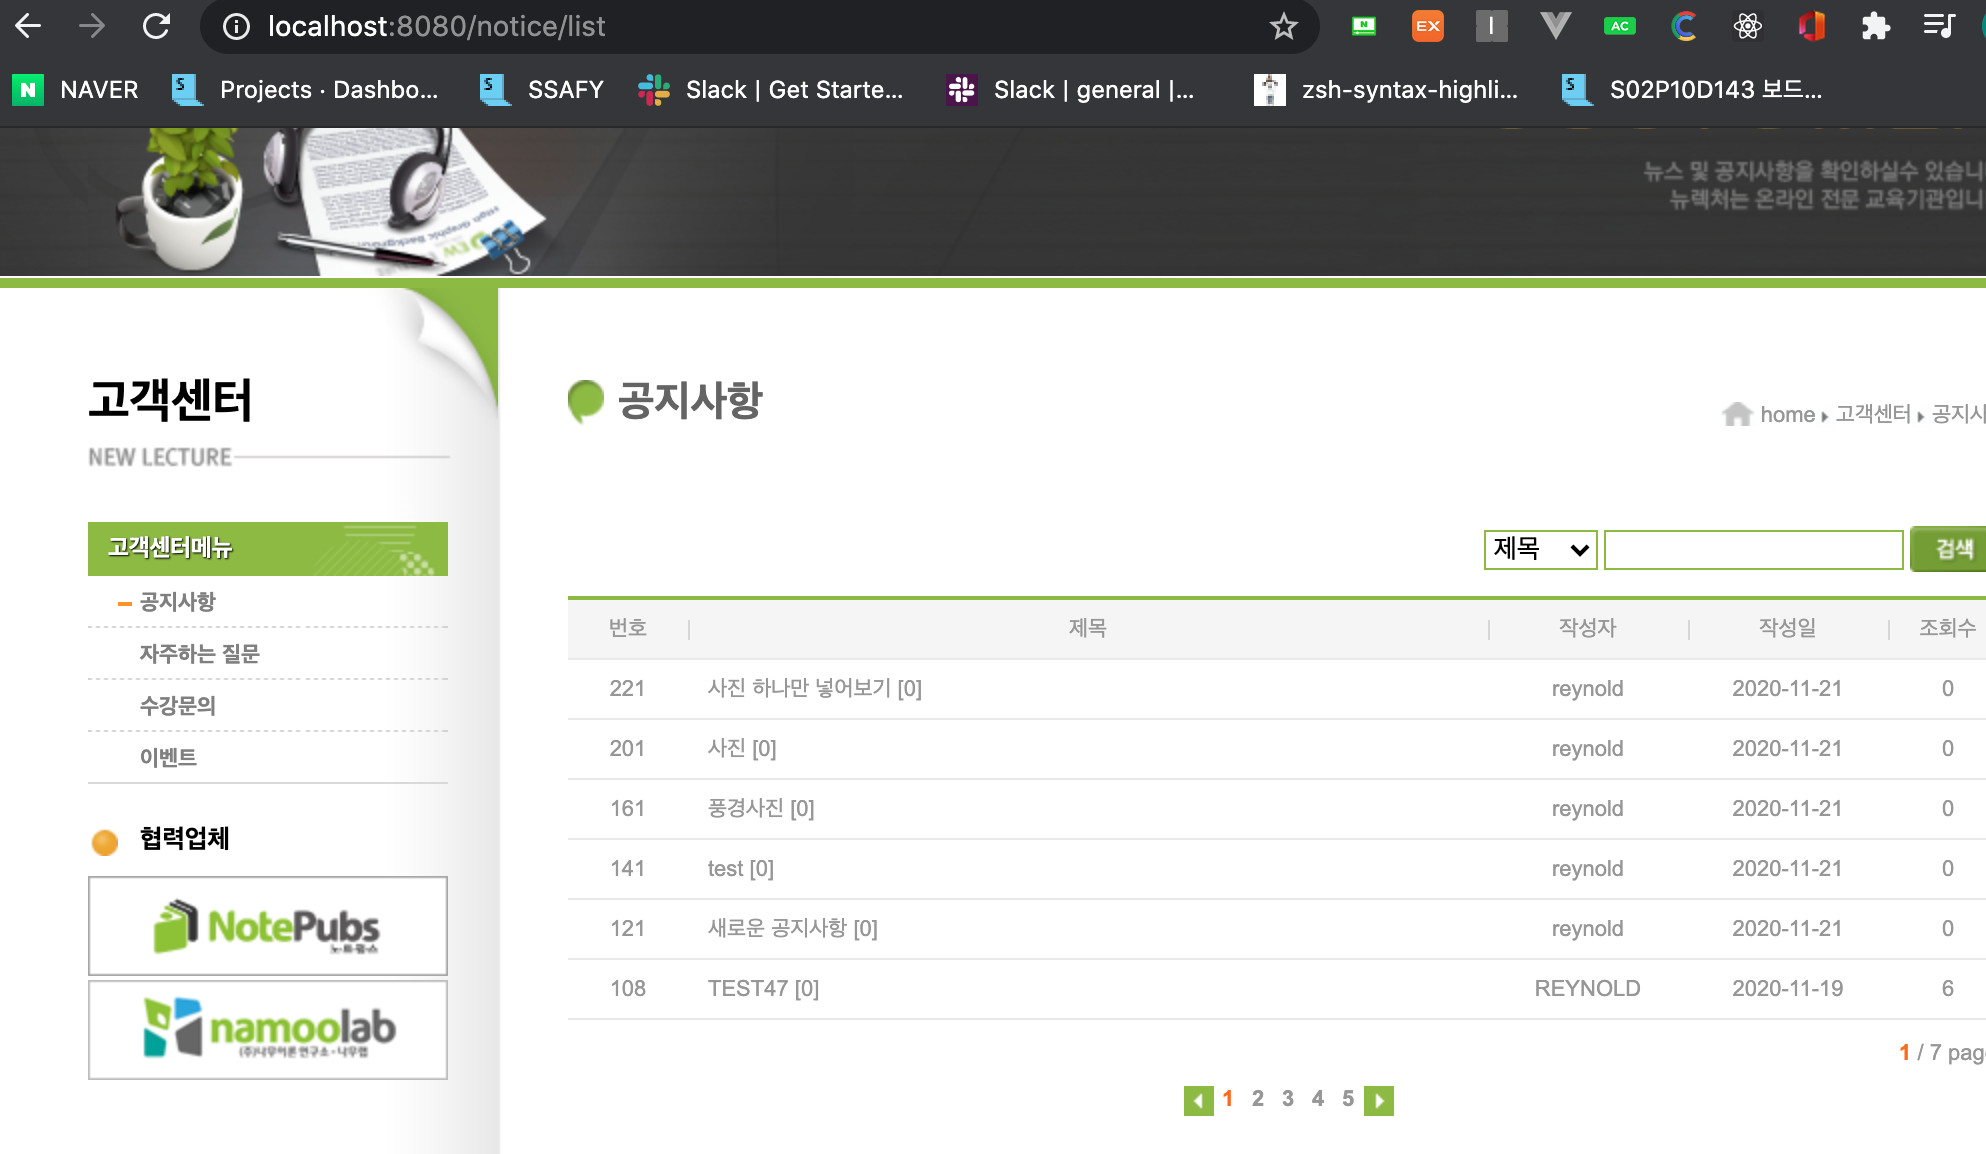 localhost:8080/notice/list
NAVER
Projects · Dashbo...
SSAFY
Slack | Get Starte...
Slack | general |...
zsh-syntax-highli...
S02P10D143 보드...
뉴스 및 공지사항을 확인하실수 있습니
뉴렉처는 온라인 전문 교육기관입니
고객센터
NEW LECTURE
고객센터메뉴
공지사항
자주하는 질문
수강문의
이벤트
협력업체
NotePubs
노트펍스
namoolab
(주)나무이론연구소·나무랩
공지사항
home 고객센터 공지사
제목 검색
번호 제목 작성자 작성일 조회수
221 사진 하나만 넣어보기 [0] reynold 2020-11-21 0
201 사진 [0] reynold 2020-11-21 0
161 풍경사진 [0] reynold 2020-11-21 0
141 test [0] reynold 2020-11-21 0
121 새로운 공지사항 [0] reynold 2020-11-21 0
108 TEST47 [0] REYNOLD 2020-11-19 6
1 / 7 pag
1 2 3 4 5